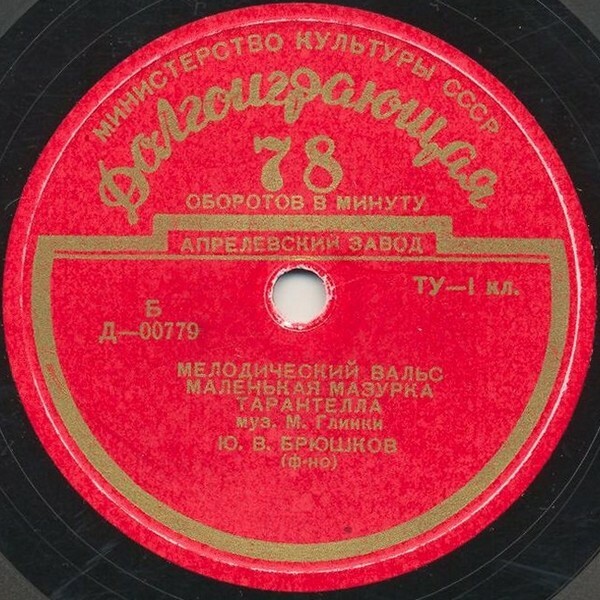 МИНИСТЕРСТВО КУЛЬТУРЫ СССР
Долгоиграющая
78
ОБОРОТОВ В МИНУТУ
АПРЕЛЕВСКИЙ ЗАВОД
ТУ—I кл.
Б
Д—00779
МЕЛОДИЧЕСКИЙ ВАЛЬС
МАЛЕНЬКАЯ МАЗУРКА
ТАРАНТЕЛЛА
муз. М. Глинки
Ю. В. БРЮШКОВ
(ф-но)